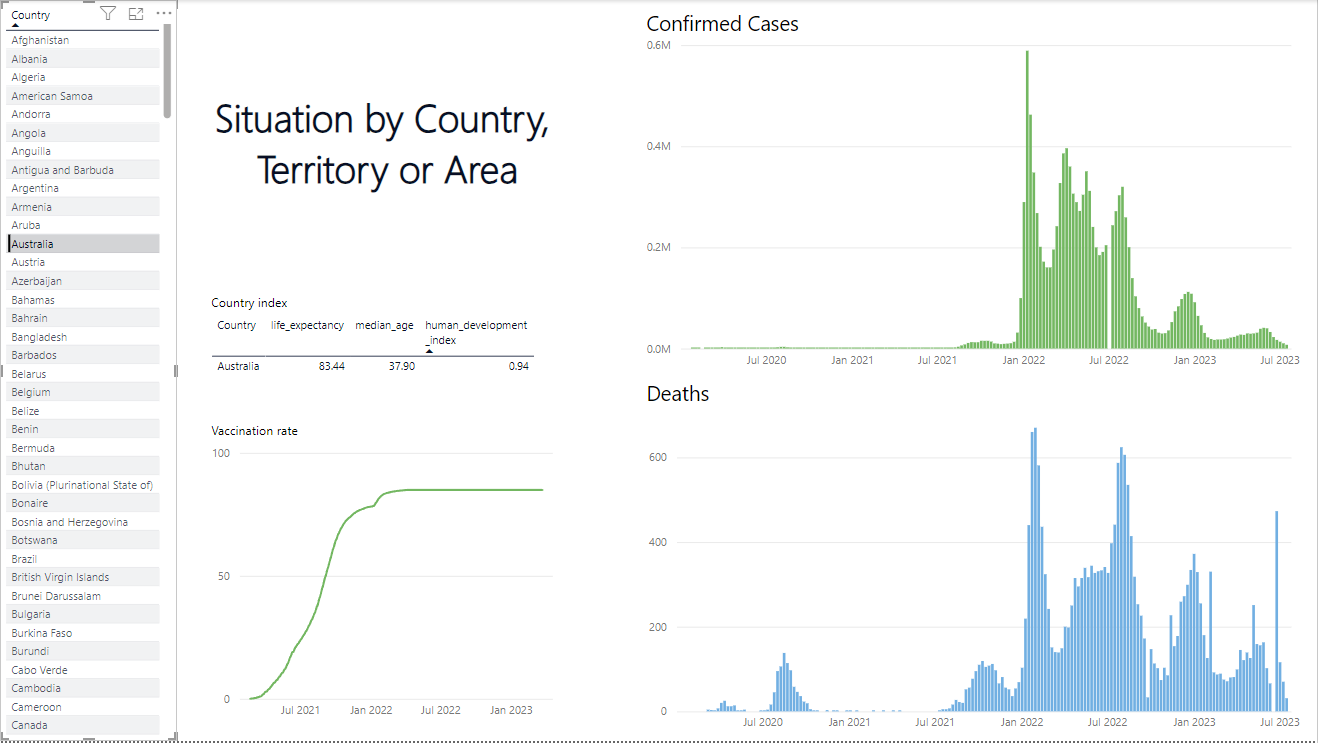 Country
Afghanistan
Albania
Algeria
American Samoa
Andorra
Angola
Anguilla
Antigua and Barbuda
Argentina
Armenia
Aruba
Australia
Austria
Azerbaijan
Bahamas
Bahrain
Bangladesh
Barbados
Belarus
Belgium
Belize
Benin
Bermuda
Bhutan
Bolivia (Plurinational State of)
Bonaire
Bosnia and Herzegovina
Botswana
Brazil
British Virgin Islands
Brunei Darussalam
Bulgaria
Burkina Faso
Burundi
Cabo Verde
Cambodia
Cameroon
Canada
Situation by Country,
Territory or Area
Country index
Country life_expectancy median_age human_development
_index
Australia 83.44 37.90 0.94
Vaccination rate
100
50
0
Jul 2021 Jan 2022 Jul 2022 Jan 2023
Confirmed Cases
0.6M
0.4M
0.2M
0.0M
Jul 2020 Jan 2021 Jul 2021 Jan 2022 Jul 2022 Jan 2023 Jul 2023
Deaths
600
400
200
0
Jul 2020 Jan 2021 Jul 2021 Jan 2022 Jul 2022 Jan 2023 Jul 2023